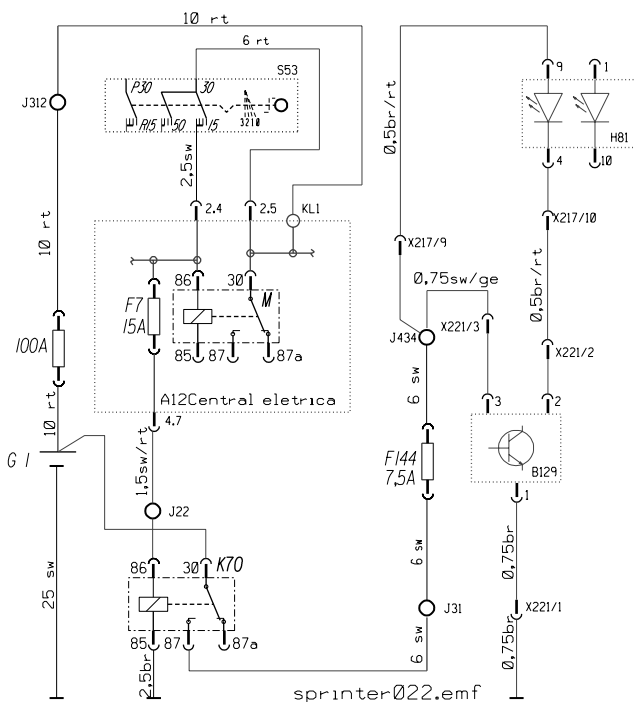 10 rt
6 rt
S53
P30
30
R15
50
15
3210
J312
2,5sw
10 rt
2.4
2.5
KL1
86
30
M
F7
15A
85
87
87a
A12Central eletrica
4.7
100A
10 rt
G 1
1,5sw/rt
J22
25 sw
86
30
K70
85
87
87a
2,5br
0,5br/rt
9
1
H81
4
10
X217/10
X217/9
0,75sw/ge
0,5br/rt
X221/3
J434
X221/2
6 sw
3
2
F144
7,5A
B129
1
6 sw
0,75br
J31
X221/1
6 sw
0,75br
sprinter022.emf